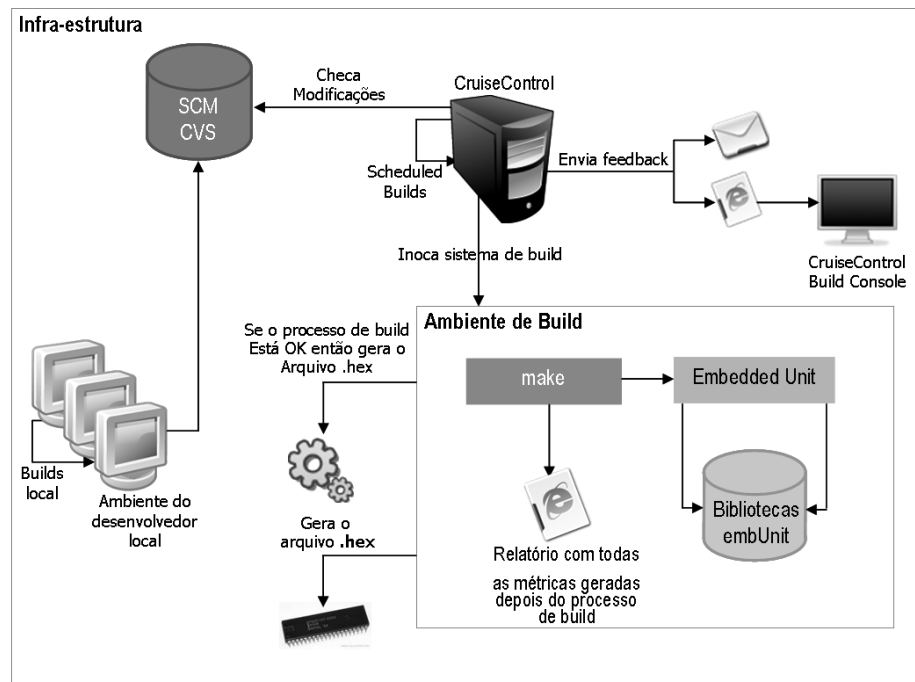 Infra-estrutura
SCM
CVS
Checa
Modificações
CruiseControl
Scheduled
Builds
Envia feedback
CruiseControl
Build Console
Inoca sistema de build
Ambiente de Build
Se o processo de build
Está OK então gera o
Arquivo .hex
make
Embedded Unit
Builds
local
Ambiente do
desenvolvedor
local
Gera o
arquivo .hex
Relatório com todas
as métricas geradas
depois do processo
de build
Bibliotecas
embUnit